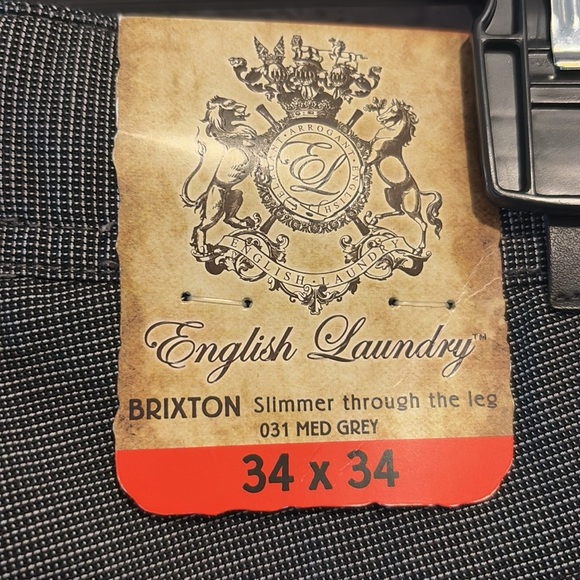 ARROGANT ENGLISH
EL
ENGLISH LAUNDRY
English Laundry™
BRIXTON Slimmer through the leg
031 MED GREY
34 x 34